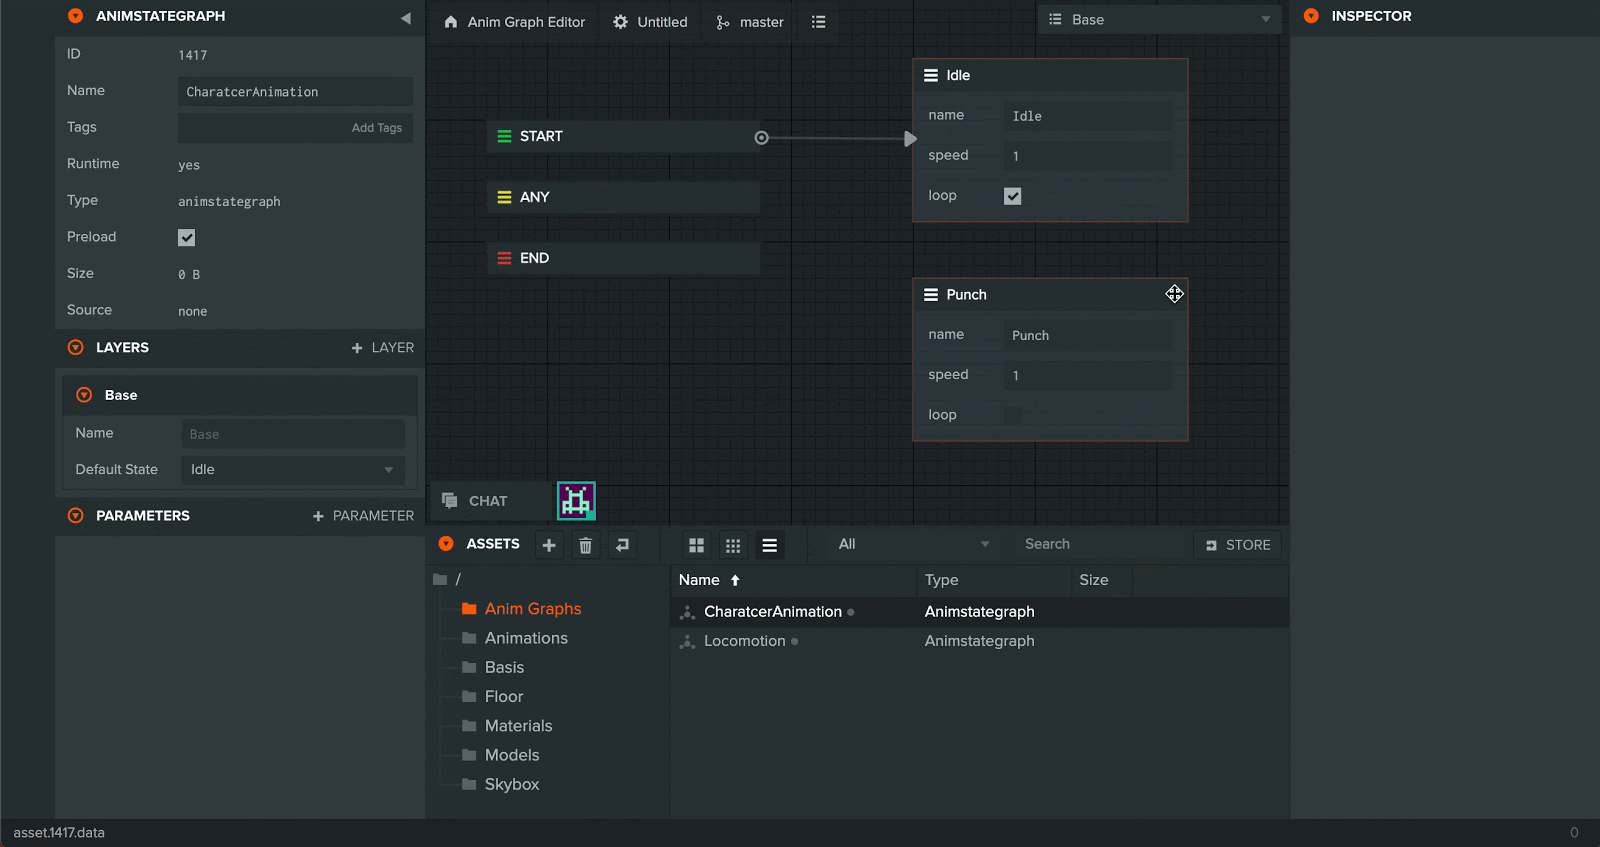 ANIMSTATEGRAPH
ID 1417
Name CharatcerAnimation
Tags Add Tags
Runtime yes
Type animstategraph
Preload
Size 0 B
Source none
LAYERS + LAYER
Base
Name Base
Default State Idle
PARAMETERS + PARAMETER
Anim Graph Editor Untitled master Base
START
ANY
END
Idle
name Idle
speed 1
loop
Punch
name Punch
speed 1
loop
CHAT
ASSETS All Search STORE
/
Anim Graphs
Animations
Basis
Floor
Materials
Models
Skybox
Name Type Size
CharatcerAnimation Animstategraph
Locomotion Animstategraph
INSPECTOR
asset.1417.data 0